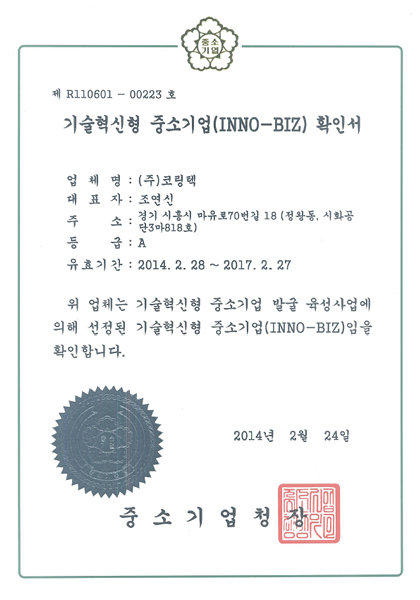 중소
기업
제 R110601 - 00223 호
기술혁신형 중소기업(INNO-BIZ) 확인서
업 체 명 : (주)코링텍
대 표 자 : 조연신
주 소 : 경기 시흥시 마유로70번길 18 (정왕동, 시화공
단3마818호)
등 급 : A
유효기간 : 2014. 2. 28 ~ 2017. 2. 27
위 업체는 기술혁신형 중소기업 발굴 육성사업에
의해 선정된 기술혁신형 중소기업(INNO-BIZ)임을
확인합니다.
2014년 2월 24일
중 소 기 업 청 장